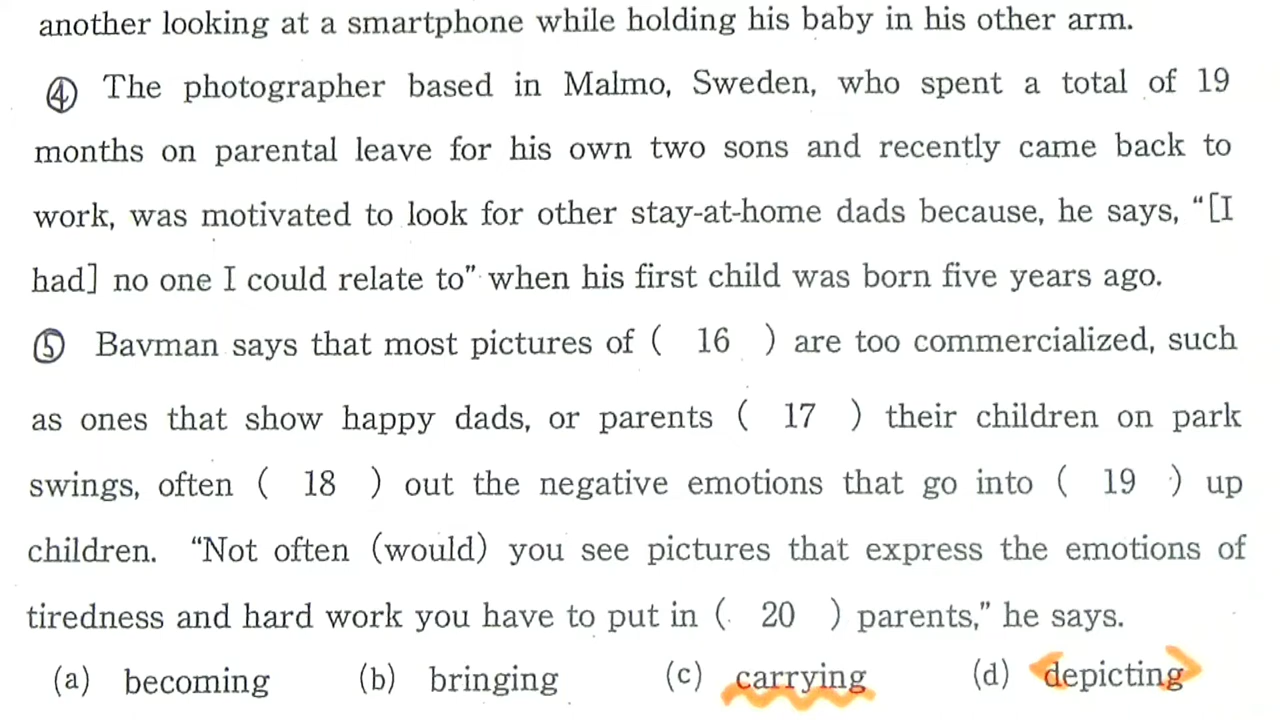 another looking at a smartphone while holding his baby in his other arm.
④ The photographer based in Malmo, Sweden, who spent a total of 19
months on parental leave for his own two sons and recently came back to
work, was motivated to look for other stay-at-home dads because, he says, “[I
had] no one I could relate to” when his first child was born five years ago.
⑤ Bavman says that most pictures of ( 16 ) are too commercialized, such
as ones that show happy dads, or parents ( 17 ) their children on park
swings, often ( 18 ) out the negative emotions that go into ( 19 ) up
children. “Not often (would) you see pictures that express the emotions of
tiredness and hard work you have to put in ( 20 ) parents,” he says.
(a) becoming (b) bringing (c) carrying (d) depicting